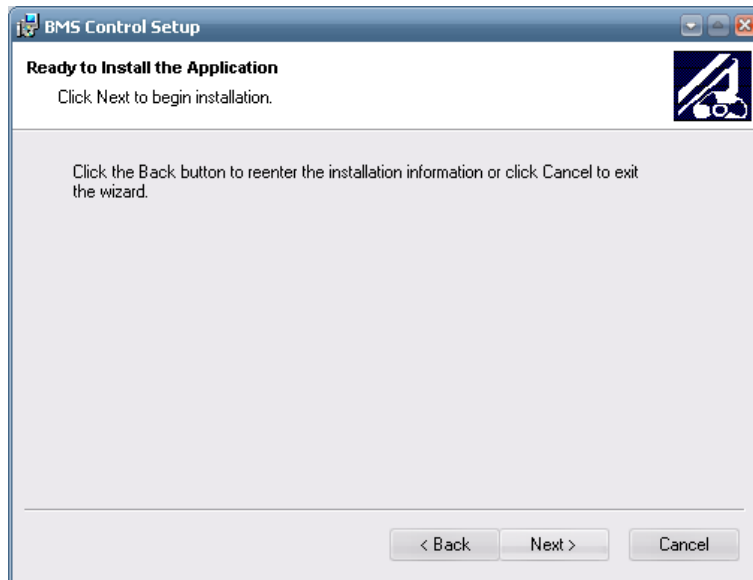 BMS Control Setup
Ready to Install the Application
Click Next to begin installation.
Click the Back button to reenter the installation information or click Cancel to exit
the wizard.
< Back Next > Cancel